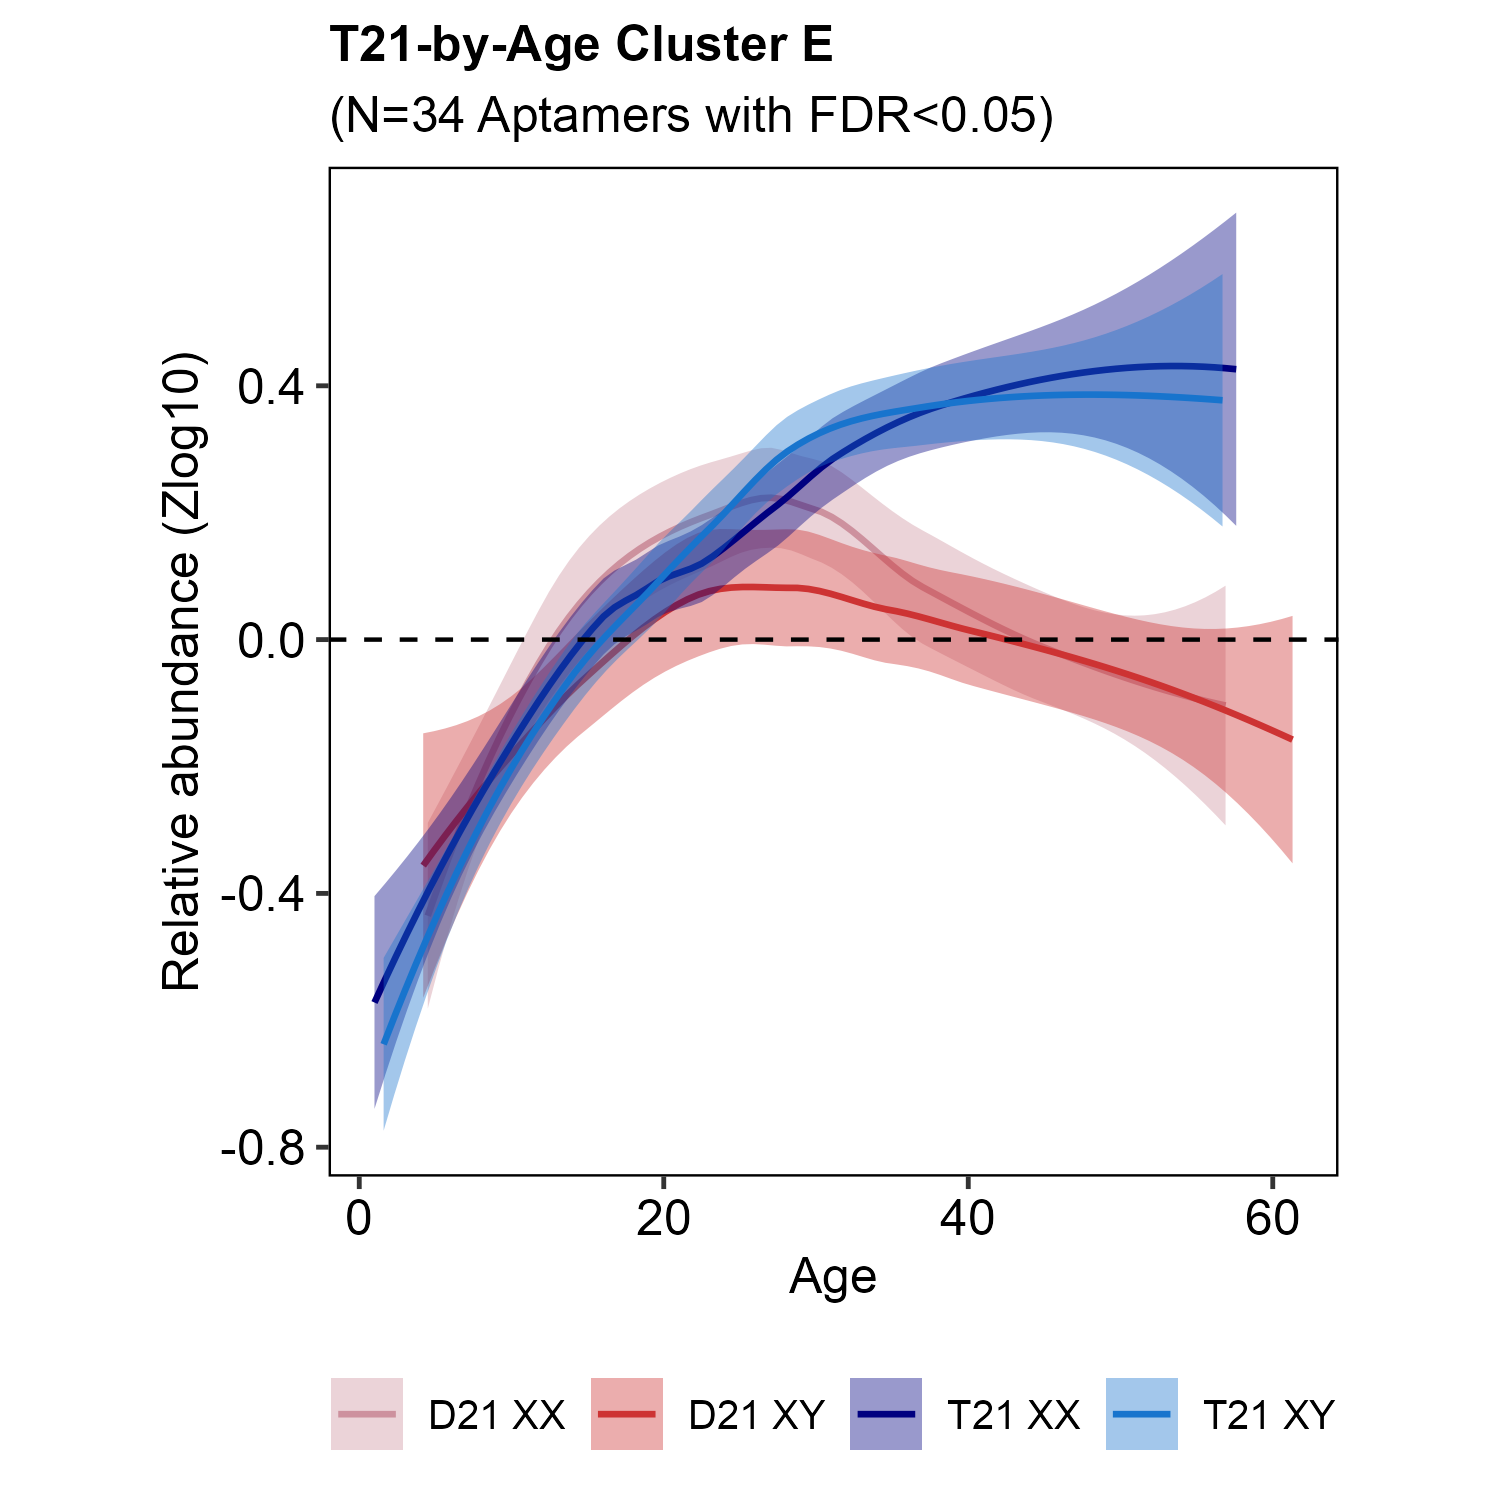 T21-by-Age Cluster E
(N=34 Aptamers with FDR<0.05)
Relative abundance (Zlog10)
0.4
0.0
-0.4
-0.8
0 20 40 60
Age
D21 XX D21 XY T21 XX T21 XY